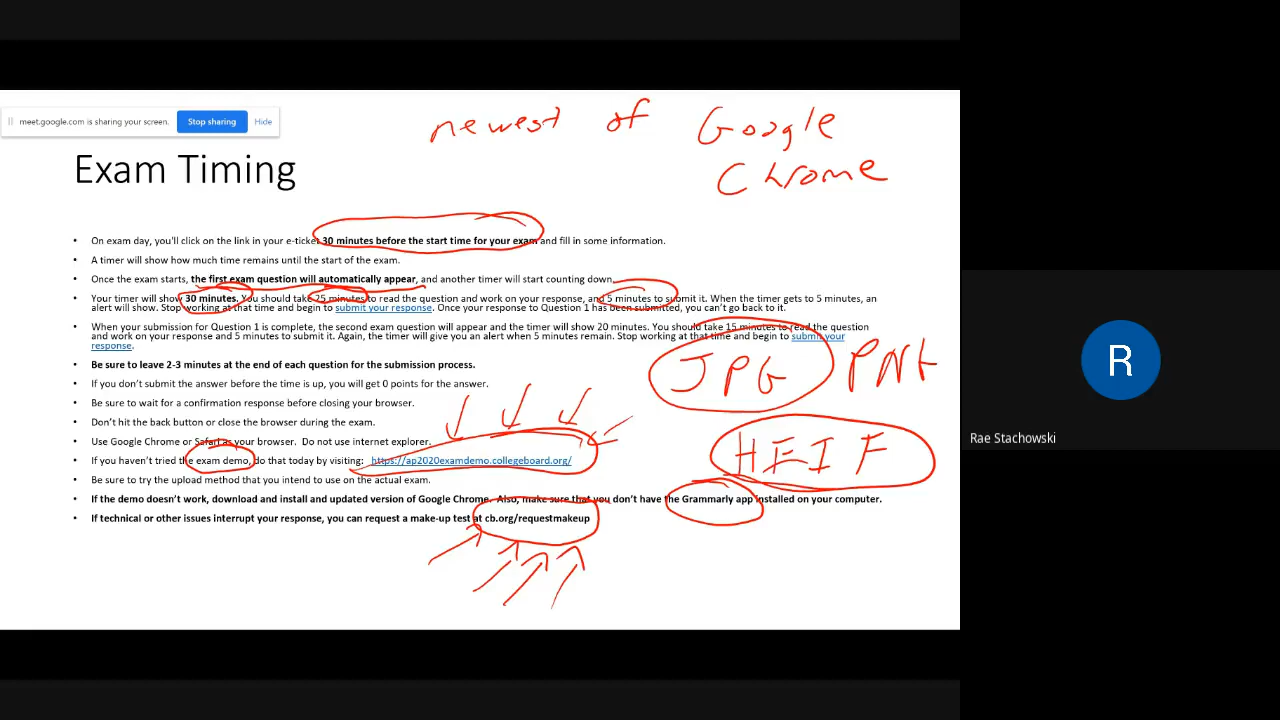 newest of Google
Chrome
meet.google.com is sharing your screen. Stop sharing Hide
Exam Timing
• On exam day, you'll click on the link in your e-ticket 30 minutes before the start time for your exam and fill in some information.
• A timer will show how much time remains until the start of the exam.
• Once the exam starts, the first exam question will automatically appear, and another timer will start counting down.
• Your timer will show 30 minutes. You should take 25 minutes to read the question and work on your response, and 5 minutes to submit it. When the timer gets to 5 minutes, an
alert will show. Stop working at that time and begin to submit your response. Once your response to Question 1 has been submitted, you can't go back to it.
• When your submission for Question 1 is complete, the second exam question will appear and the timer will show 20 minutes. You should take 15 minutes to read the question
and work on your response and 5 minutes to submit it. Again, the timer will give you an alert when 5 minutes remain. Stop working at that time and begin to submit your
response.
• Be sure to leave 2-3 minutes at the end of each question for the submission process.
JPG PNG
• If you don't submit the answer before the time is up, you will get 0 points for the answer.
• Be sure to wait for a confirmation response before closing your browser.
• Don't hit the back button or close the browser during the exam.
• Use Google Chrome or Safari as your browser. Do not use internet explorer.
HEIF
• If you haven't tried the exam demo, do that today by visiting: https://ap2020examdemo.collegeboard.org/
• Be sure to try the upload method that you intend to use on the actual exam.
• If the demo doesn't work, download and install and updated version of Google Chrome. Also, make sure that you don't have the Grammarly app installed on your computer.
• If technical or other issues interrupt your response, you can request a make-up test at cb.org/requestmakeup
R
Rae Stachowski